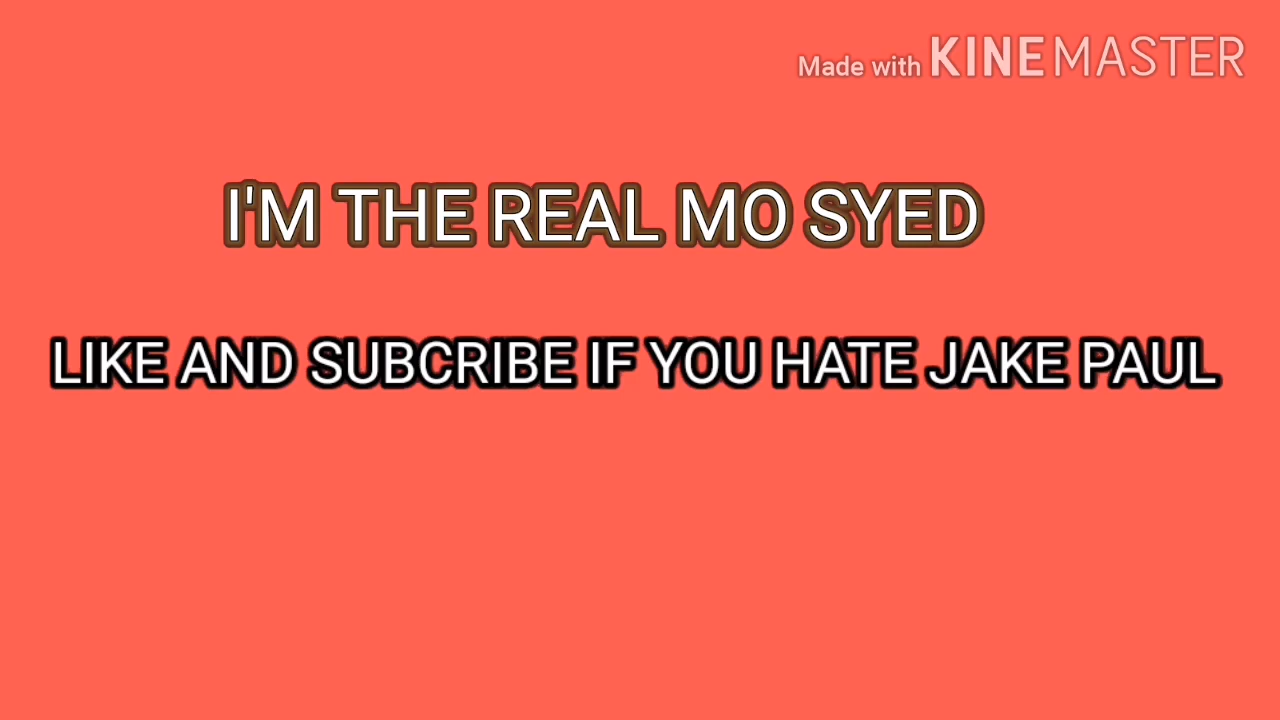 Made with KINEMASTER
I'M THE REAL MO SYED
LIKE AND SUBCRIBE IF YOU HATE JAKE PAUL